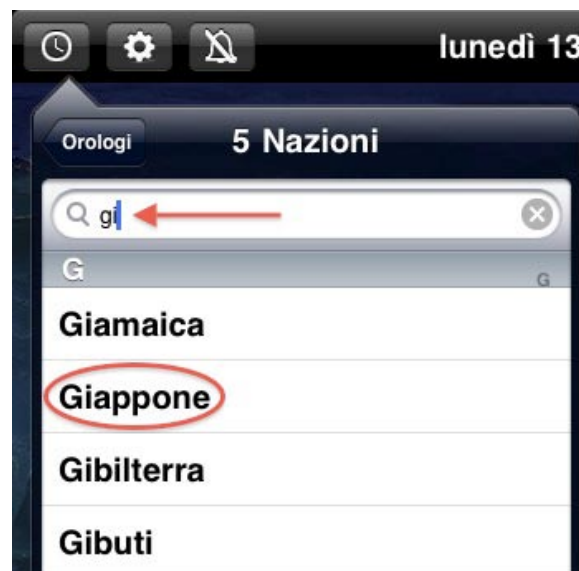 lunedì 13
Orologi 5 Nazioni
gi
G G
Giamaica
Giappone
Gibilterra
Gibuti